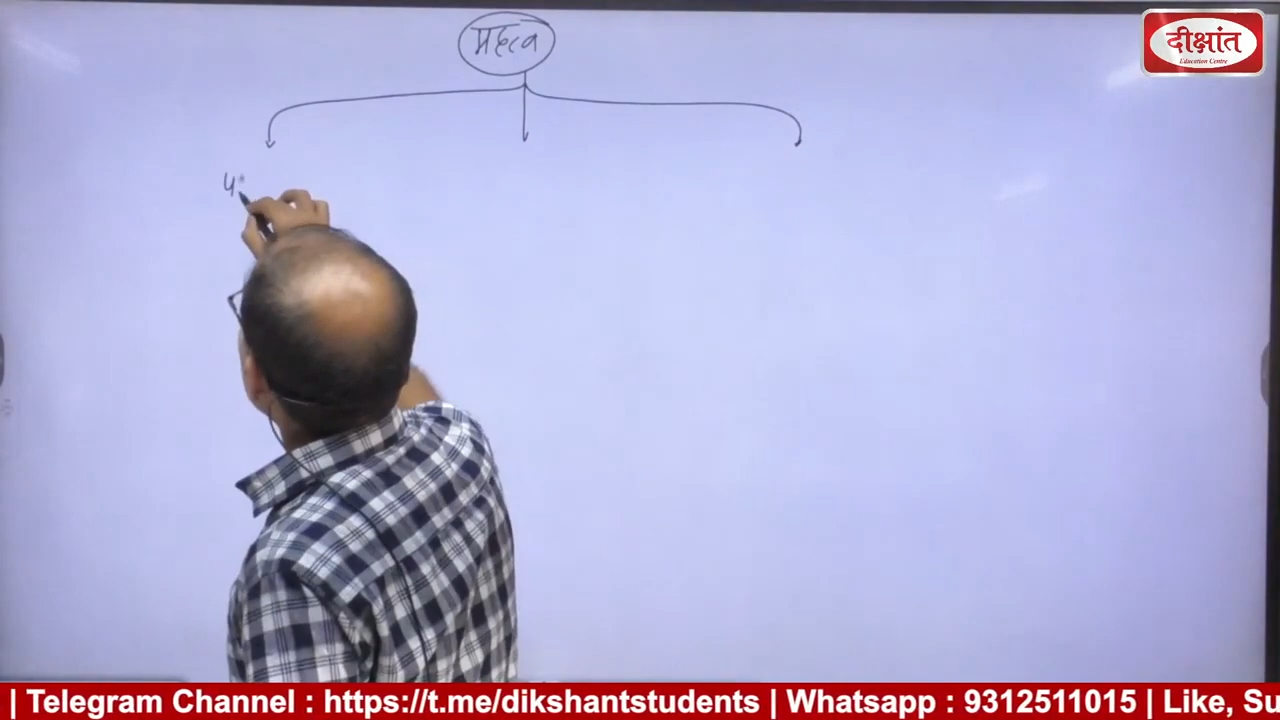 महत्व
दीक्षांत
Education Centre
| Telegram Channel : https://t.me/dikshantstudents | Whatsapp : 9312511015 | Like, Su